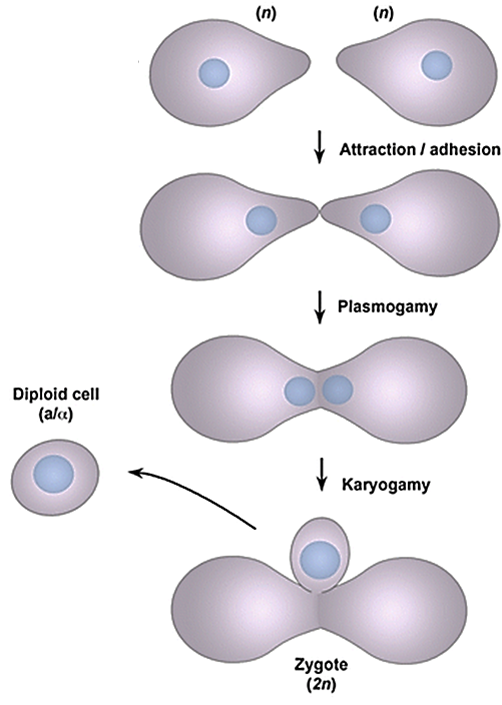 (n) (n)
Attraction / adhesion
Plasmogamy
Diploid cell
(a/α)
Karyogamy
Zygote
(2n)